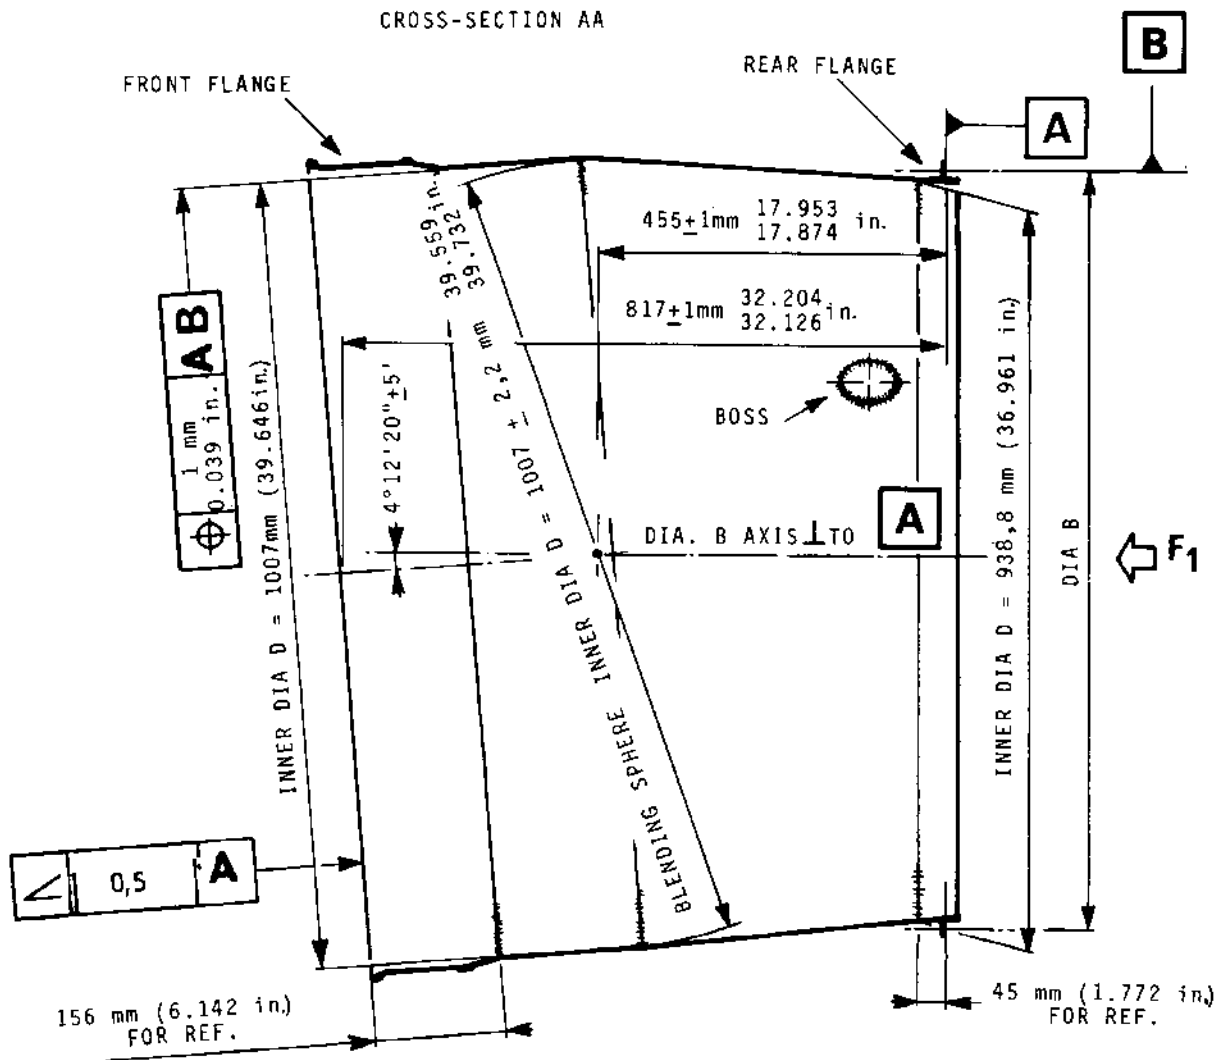 CROSS-SECTION AA
FRONT FLANGE
REAR FLANGE
B
A
455±1mm 17.953
17.874 in.
817±1mm 32.204
32.126 in.
39.559 in.
39.732
BLENDING SPHERE INNER DIA D = 1007 ± 2,2 mm
4°12'20"±5'
BOSS
A B
1 mm
0.039 in.
⌖
INNER DIA D = 1007mm (39.646in.)
DIA. B AXIS ⊥ TO A
INNER DIA D = 938,8 mm (36.961 in.)
DIA B
F1
∠ 0,5 A
156 mm (6.142 in.)
FOR REF.
45 mm (1.772 in.)
FOR REF.